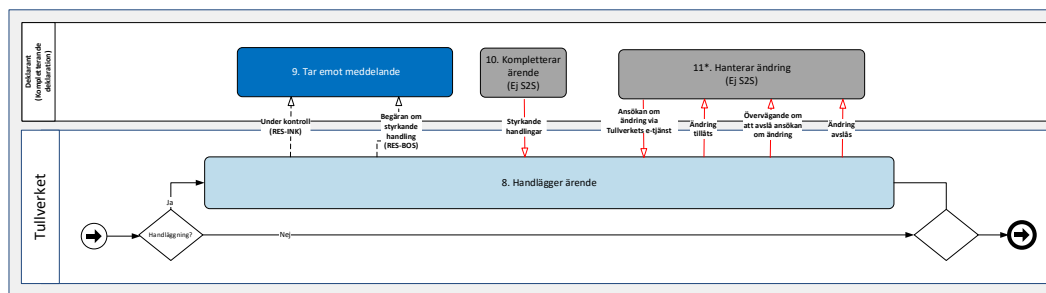 Deklarant
(Kompletterande
deklaration)
9. Tar emot meddelande
10. Kompletterar
ärende
(Ej S2S)
11*. Hanterar ändring
(Ej S2S)
Under kontroll
(RES-INK)
Begäran om
styrkande
handling
(RES-BOS)
Styrkande
handlingar
Ansökan om
ändring via
Tullverkets e-tjänst
Ändring
tillåts
Övervägande om
att avslå ansökan
om ändring
Ändring
avslås
Tullverket
8. Handlägger ärende
Ja
Handläggning?
Nej